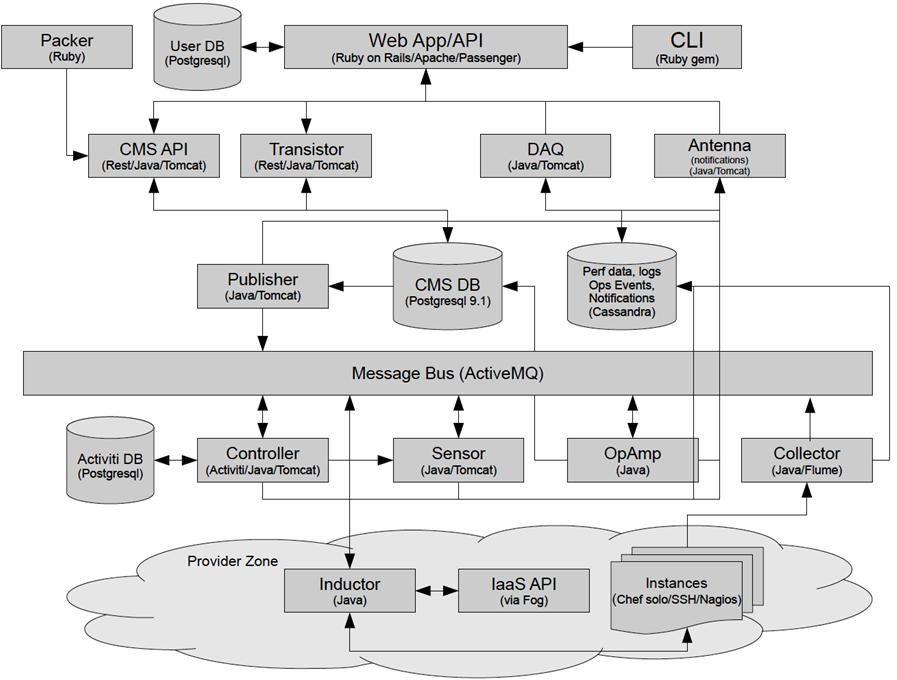 Packer
(Ruby)
User DB
(Postgresql)
Web App/API
(Ruby on Rails/Apache/Passenger)
CLI
(Ruby gem)
CMS API
(Rest/Java/Tomcat)
Transistor
(Rest/Java/Tomcat)
DAQ
(Java/Tomcat)
Antenna
(notifications)
(Java/Tomcat)
Publisher
(Java/Tomcat)
CMS DB
(Postgresql 9.1)
Perf data, logs
Ops Events,
Notifications
(Cassandra)
Message Bus (ActiveMQ)
Activiti DB
(Postgresql)
Controller
(Activiti/Java/Tomcat)
Sensor
(Java/Tomcat)
OpAmp
(Java)
Collector
(Java/Flume)
Provider Zone
Inductor
(Java)
IaaS API
(via Fog)
Instances
(Chef solo/SSH/Nagios)